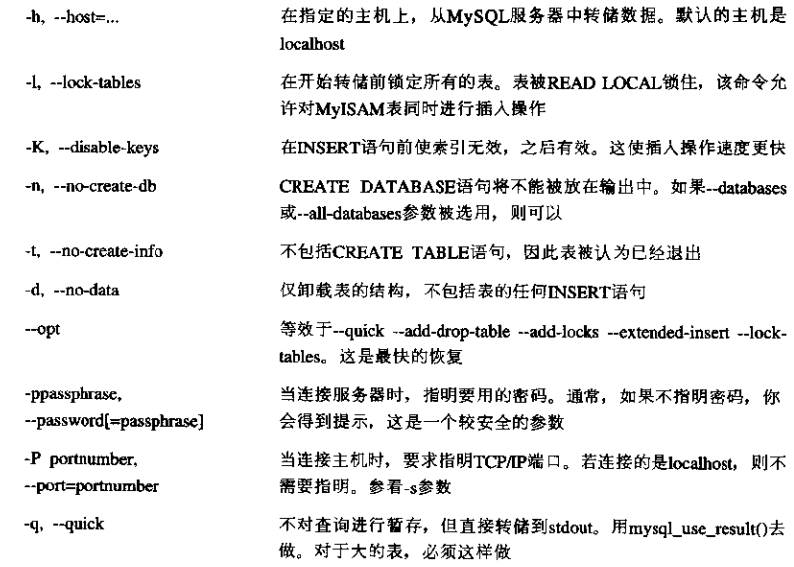 -h, --host=... 在指定的主机上，从MySQL服务器中转储数据。默认的主机是
localhost
-l, --lock-tables 在开始转储前锁定所有的表。表被READ LOCAL锁住，该命令允
许对MyISAM表同时进行插入操作
-K, --disable-keys 在INSERT语句前使索引无效，之后有效。这使插入操作速度更快
-n, --no-create-db CREATE DATABASE语句将不能被放在输出中。如果--databases
或--all-databases参数被选用，则可以
-t, --no-create-info 不包括CREATE TABLE语句，因此表被认为已经退出
-d, --no-data 仅卸载表的结构，不包括表的任何INSERT语句
--opt 等效于--quick --add-drop-table --add-locks --extended-insert --lock-
tables。这是最快的恢复
-ppassphrase, 当连接服务器时，指明要用的密码。通常，如果不指明密码，你
--password[=passphrase] 会得到提示，这是一个较安全的参数
-P portnumber, 当连接主机时，要求指明TCP/IP端口。若连接的是localhost，则不
--port=portnumber 需要指明。参看-s参数
-q, --quick 不对查询进行暂存，但直接转储到stdout。用mysql_use_result()去
做。对于大的表，必须这样做